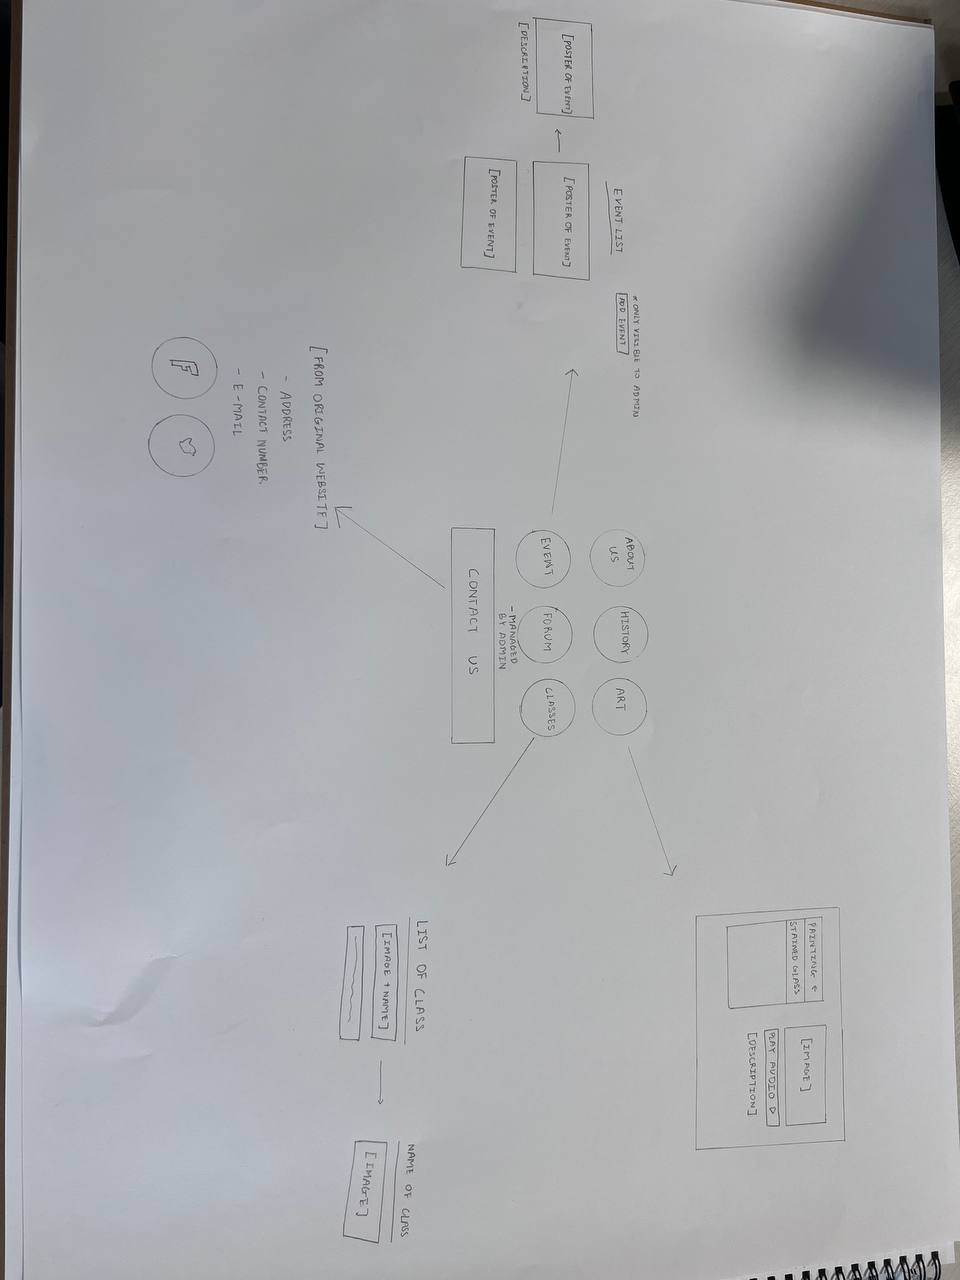 PAINTING ←
STAINED GLASS
[IMAGE]
PLAY AUDIO ▷
[DESCRIPTION]
* ONLY VISIBLE TO ADMIN
ADD EVENT
EVENT LIST
[POSTER OF EVENT]
[DESCRIPTION]
[POSTER OF EVENT]
[POSTER OF EVENT]
ABOUT
US
HISTORY
ART
EVENT
FORUM
CLASSES
- MANAGED
BY ADMIN
CONTACT US
LIST OF CLASS
[IMAGE + NAME]
NAME OF CLASS
[IMAGE]
[FROM ORIGINAL WEBSITE]
- ADDRESS
- CONTACT NUMBER
- E-MAIL
F